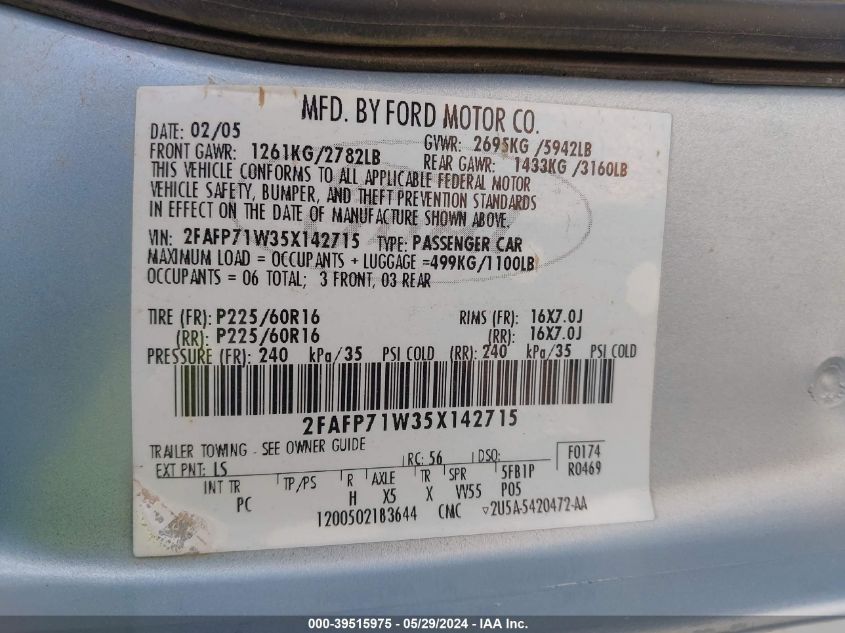 MFD. BY FORD MOTOR CO.
DATE: 02/05 GVWR: 2695KG /5942LB
FRONT GAWR: 1261KG/2782LB REAR GAWR: 1433KG /3160LB
THIS VEHICLE CONFORMS TO ALL APPLICABLE FEDERAL MOTOR
VEHICLE SAFETY, BUMPER, AND THEFT PREVENTION STANDARDS
IN EFFECT ON THE DATE OF MANUFACTURE SHOWN ABOVE.
VIN: 2FAFP71W35X142715 TYPE: PASSENGER CAR
MAXIMUM LOAD = OCCUPANTS + LUGGAGE =499KG/1100LB
OCCUPANTS = 06 TOTAL; 3 FRONT, 03 REAR
TIRE (FR): P225/60R16 RIMS (FR): 16X7.0J
(RR): P225/60R16 (RR): 16X7.0J
PRESSURE (FR): 240 kPa/35 PSI COLD (RR): 240 kPa/35 PSI COLD
2FAFP71W35X142715
TRAILER TOWING - SEE OWNER GUIDE
EXT PNT: LS RC: 56 DSO: F0174
R0469
INT TR TP/PS R AXLE TR SPR 5FB1P
PC H X5 X VV55 P05
1200502183644 CMC ▽2U5A-5420472-AA
000-39515975 - 05/29/2024 - IMPACT AUTO AUCTIONS LTD.